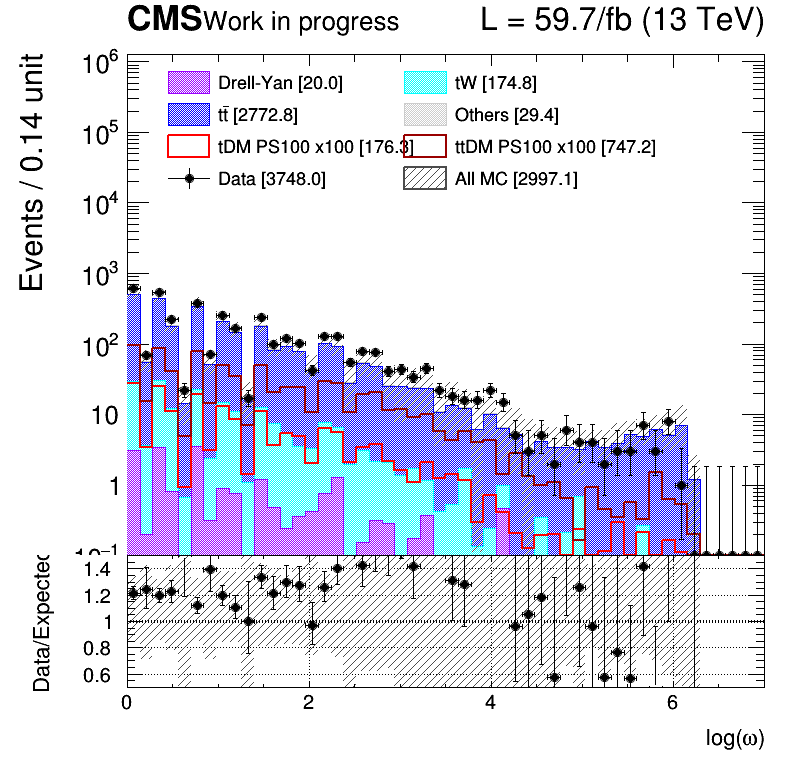 CMS Work in progress L = 59.7/fb (13 TeV)
Events / 0.14 unit
10⁶
10⁵
10⁴
10³
10²
10
1
10⁻¹
Drell-Yan [20.0] tW [174.8]
tt̄ [2772.8] Others [29.4]
tDM PS100 x100 [176.3] ttDM PS100 x100 [747.2]
Data [3748.0] All MC [2997.1]
Data/Expected
1.4
1.2
1
0.8
0.6
0 2 4 6
log(ω)